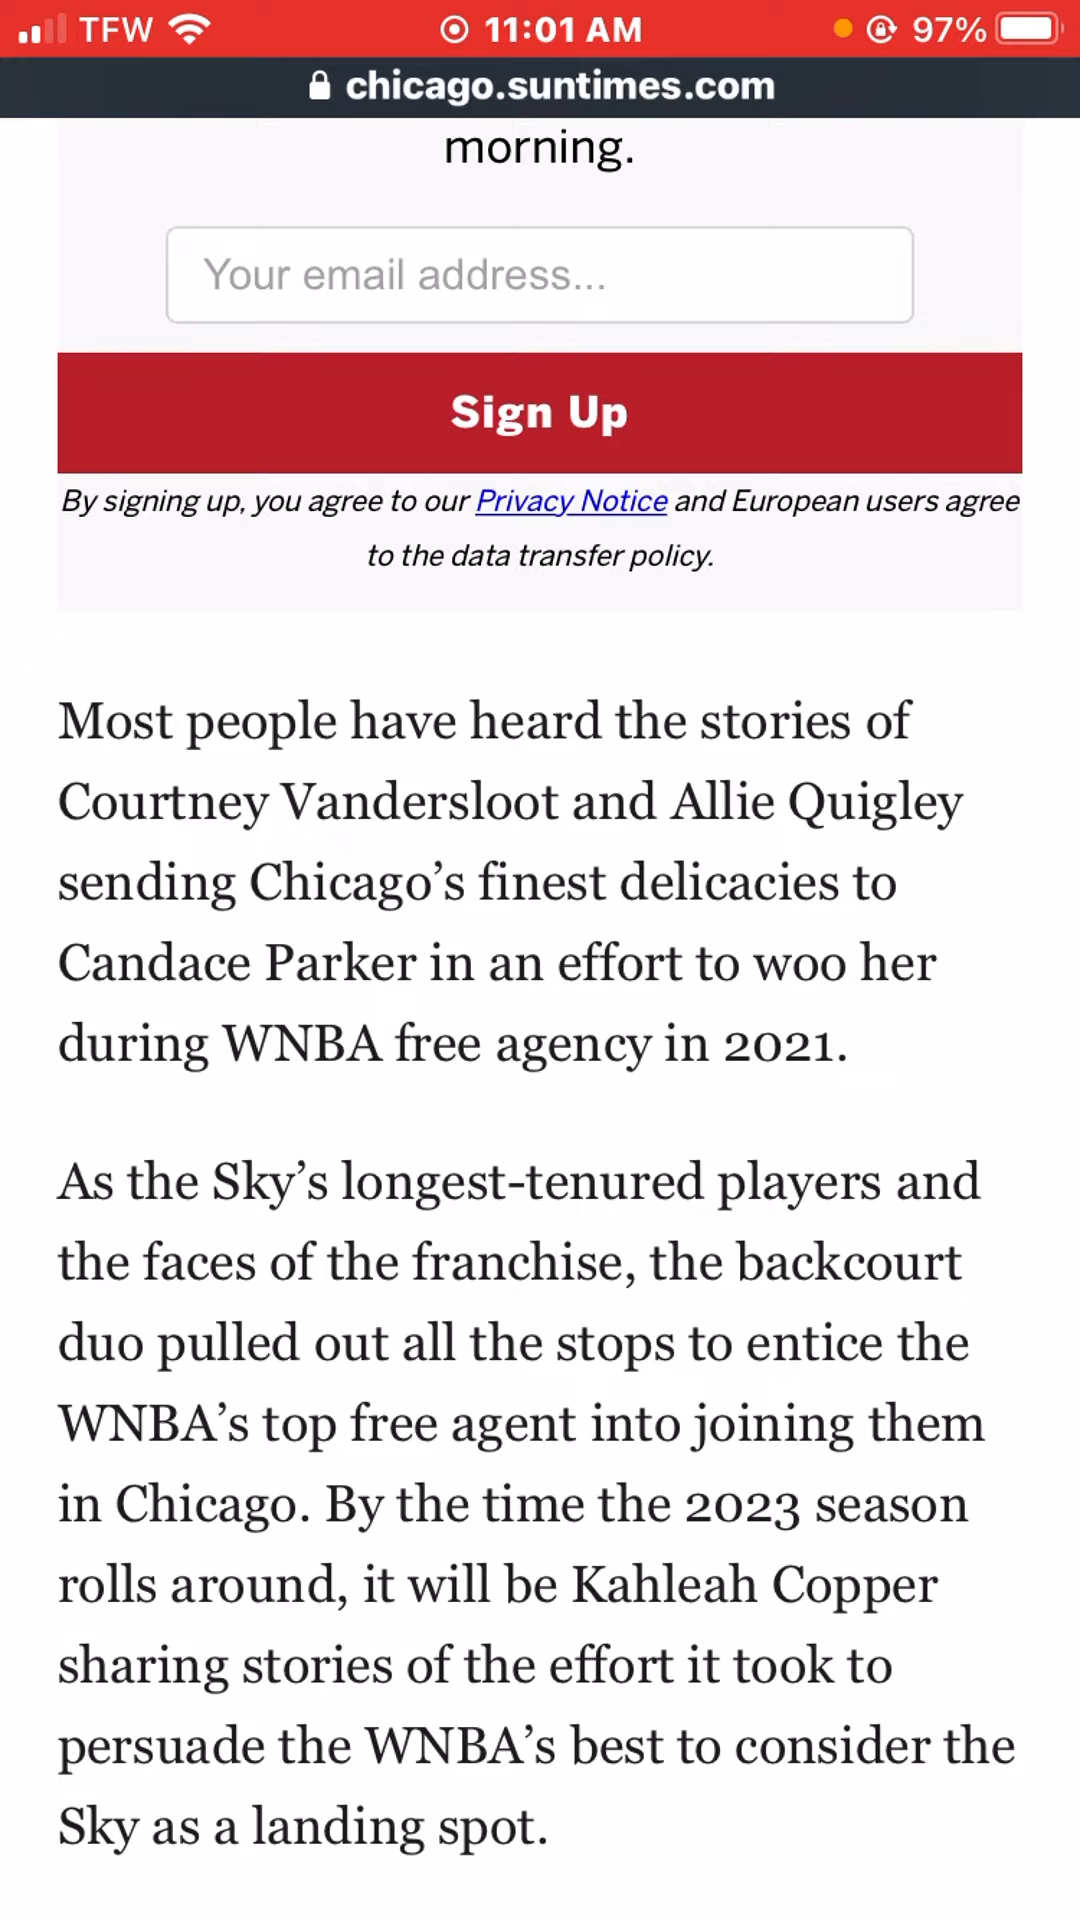 TFW 11:01 AM 97%
chicago.suntimes.com
morning.
Your email address...
Sign Up
By signing up, you agree to our Privacy Notice and European users agree
to the data transfer policy.
Most people have heard the stories of
Courtney Vandersloot and Allie Quigley
sending Chicago’s finest delicacies to
Candace Parker in an effort to woo her
during WNBA free agency in 2021.
As the Sky’s longest-tenured players and
the faces of the franchise, the backcourt
duo pulled out all the stops to entice the
WNBA’s top free agent into joining them
in Chicago. By the time the 2023 season
rolls around, it will be Kahleah Copper
sharing stories of the effort it took to
persuade the WNBA’s best to consider the
Sky as a landing spot.